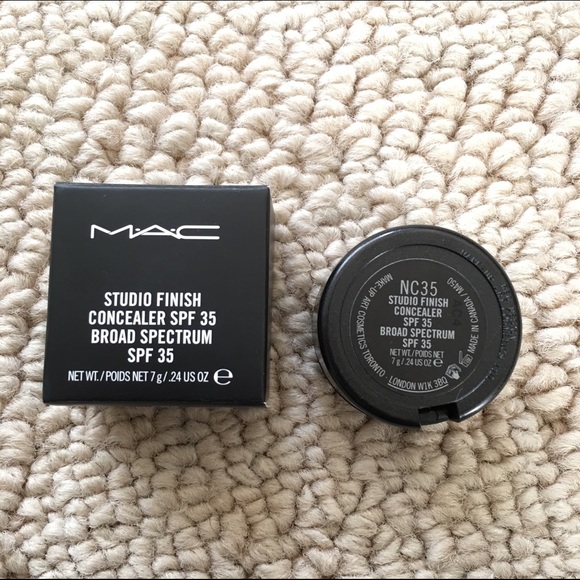 M·A·C
STUDIO FINISH
CONCEALER SPF 35
BROAD SPECTRUM
SPF 35
NET WT./POIDS NET 7 g/.24 US OZ ℮
NC35
STUDIO FINISH
CONCEALER
SPF 35
BROAD SPECTRUM
SPF 35
NET WT./POIDS NET
7 g/.24 US OZ
MAKE-UP ART COSMETICS TORONTO
LONDON W1K 3BQ
MADE IN CANADA / M450